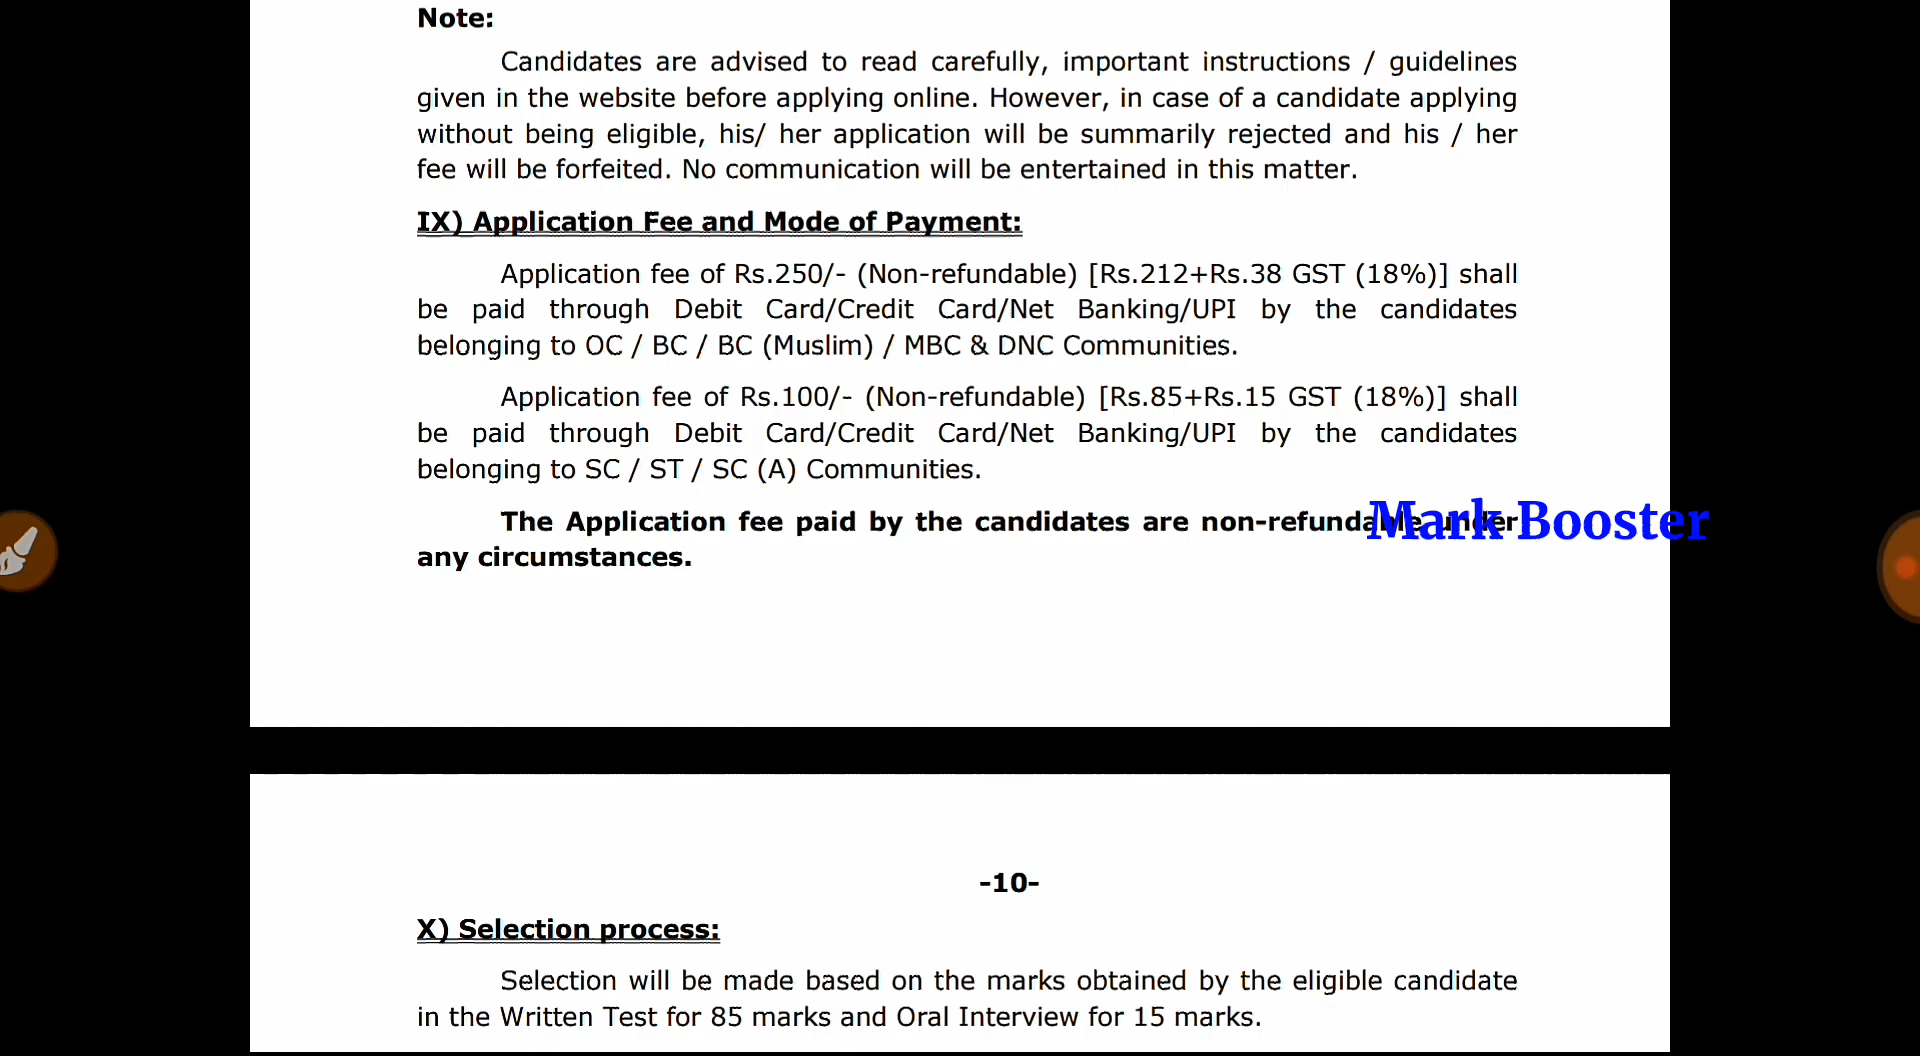 Note:
Candidates are advised to read carefully, important instructions / guidelines
given in the website before applying online. However, in case of a candidate applying
without being eligible, his/ her application will be summarily rejected and his / her
fee will be forfeited. No communication will be entertained in this matter.
IX) Application Fee and Mode of Payment:
Application fee of Rs.250/- (Non-refundable) [Rs.212+Rs.38 GST (18%)] shall
be paid through Debit Card/Credit Card/Net Banking/UPI by the candidates
belonging to OC / BC / BC (Muslim) / MBC & DNC Communities.
Application fee of Rs.100/- (Non-refundable) [Rs.85+Rs.15 GST (18%)] shall
be paid through Debit Card/Credit Card/Net Banking/UPI by the candidates
belonging to SC / ST / SC (A) Communities.
The Application fee paid by the candidates are non-refundable under
Mark Booster
any circumstances.
-10-
X) Selection process:
Selection will be made based on the marks obtained by the eligible candidate
in the Written Test for 85 marks and Oral Interview for 15 marks.